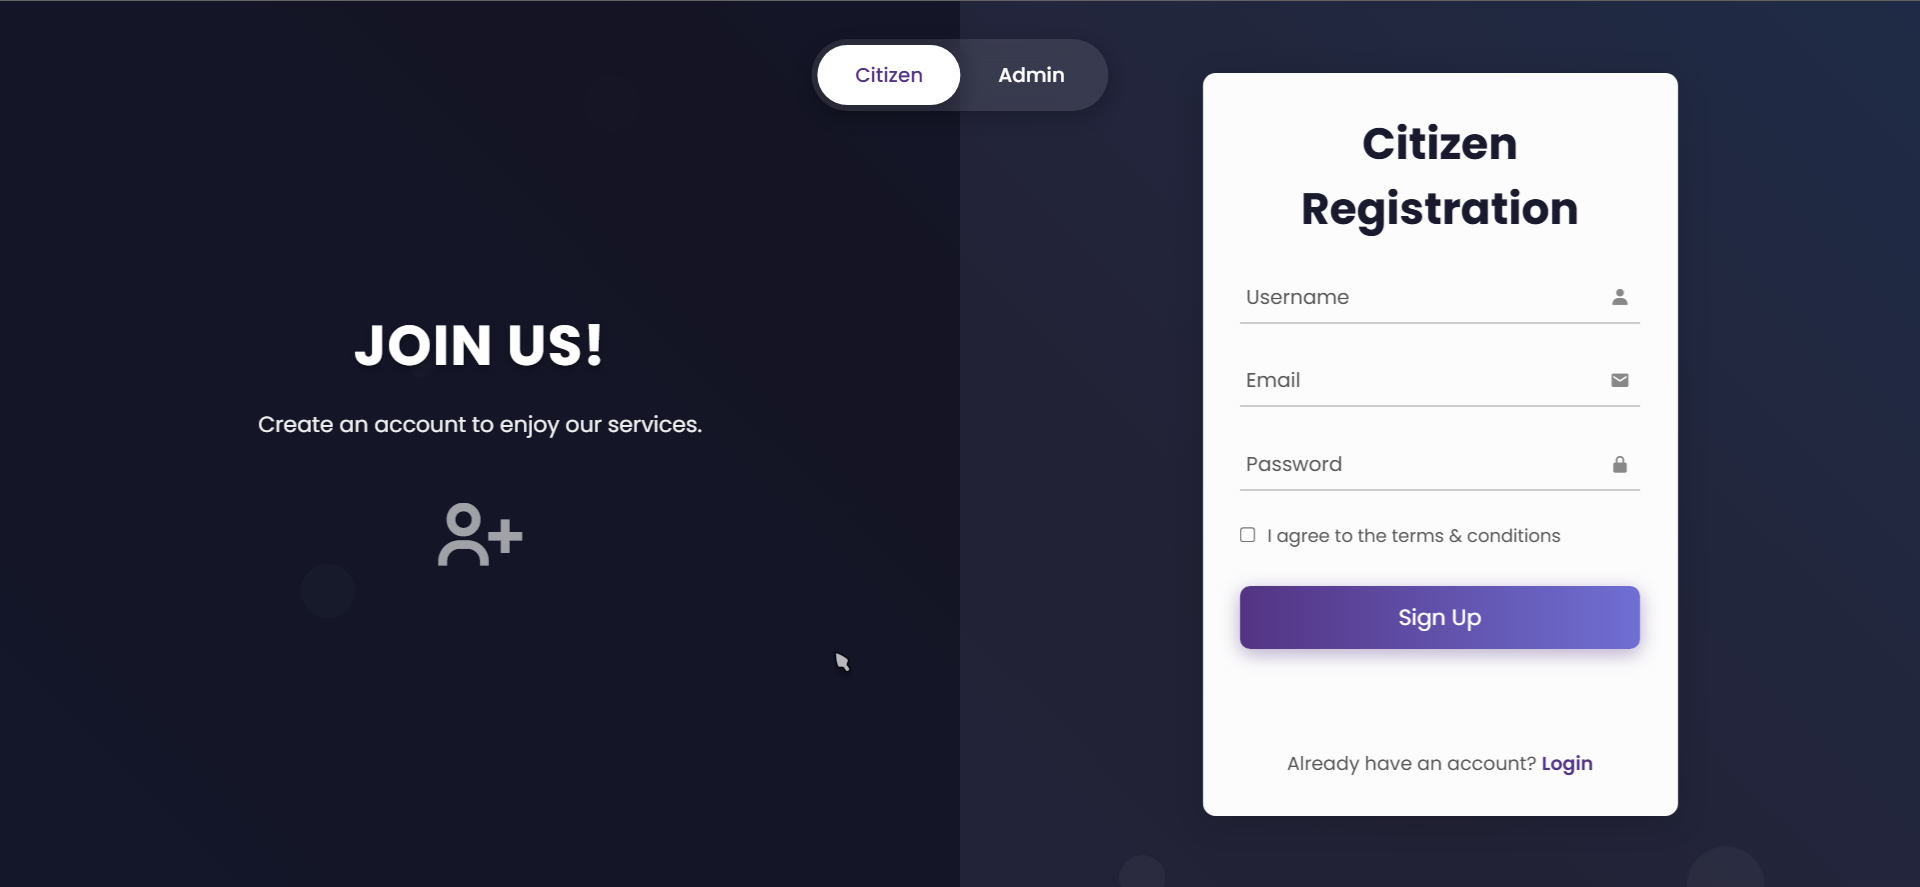 Citizen
Admin
JOIN US!
Create an account to enjoy our services.
Citizen
Registration
Username
Email
Password
I agree to the terms & conditions
Sign Up
Already have an account? Login